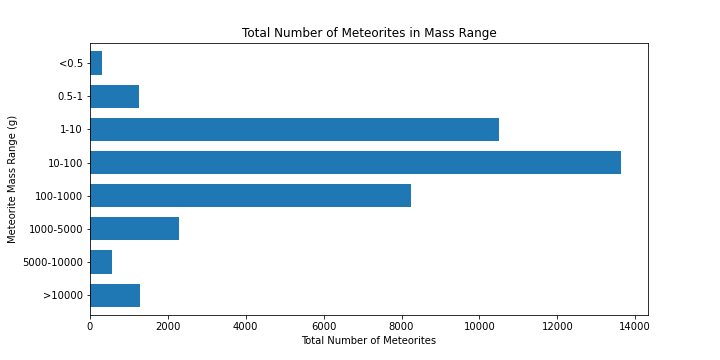 Total Number of Meteorites in Mass Range
Meteorite Mass Range (g)
<0.5
0.5-1
1-10
10-100
100-1000
1000-5000
5000-10000
>10000
0 2000 4000 6000 8000 10000 12000 14000
Total Number of Meteorites